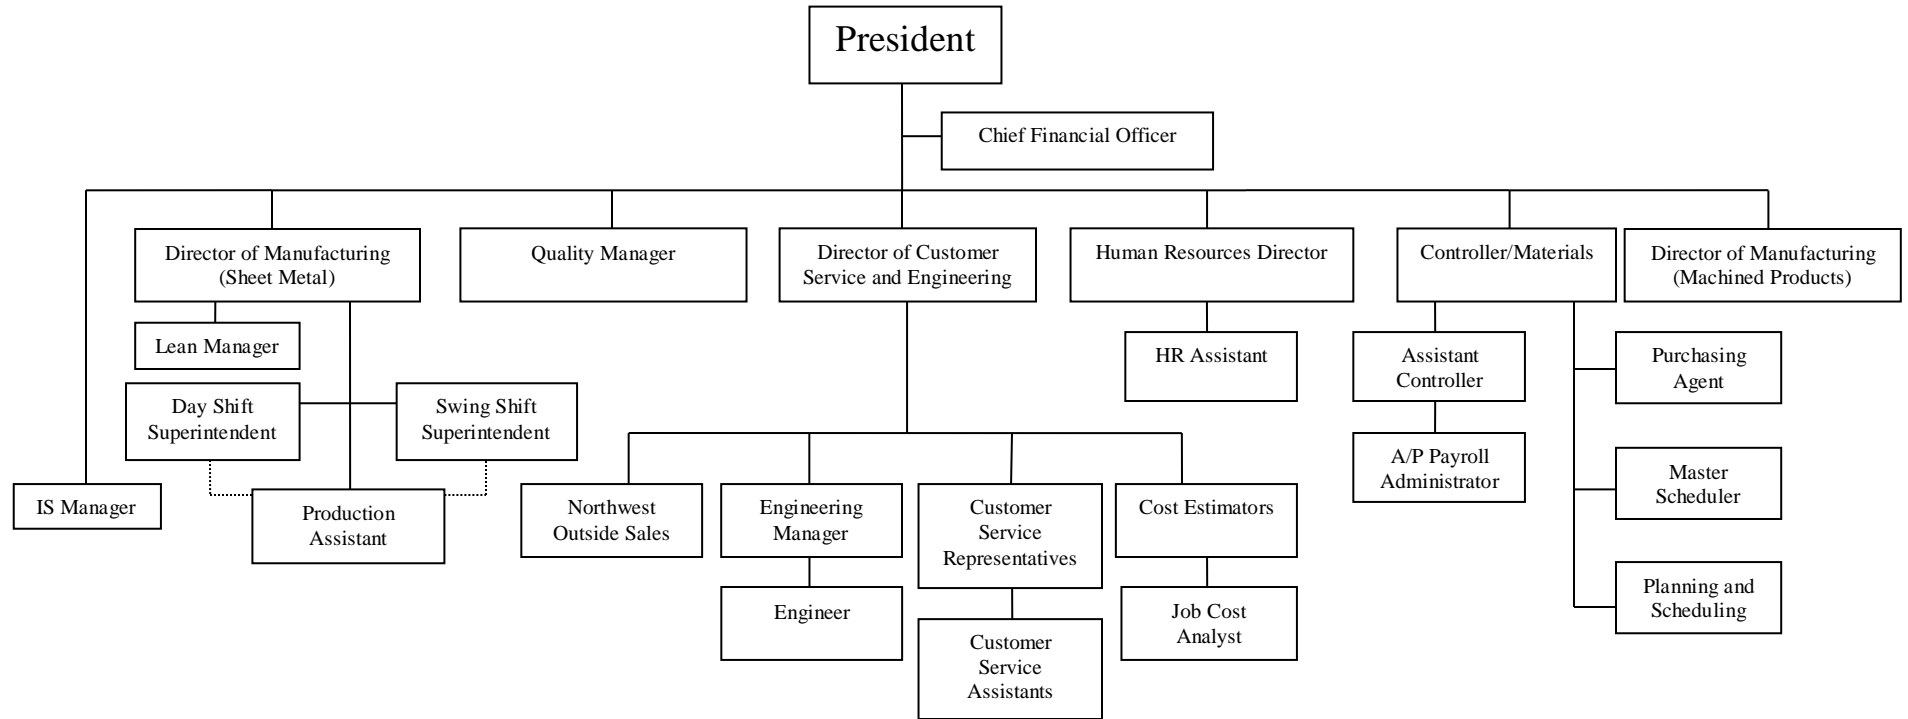 President
Chief Financial Officer
Director of Manufacturing
(Sheet Metal)
Quality Manager
Director of Customer
Service and Engineering
Human Resources Director
Controller/Materials
Director of Manufacturing
(Machined Products)
Lean Manager
HR Assistant
Assistant
Controller
Purchasing
Agent
Day Shift
Superintendent
Swing Shift
Superintendent
A/P Payroll
Administrator
Master
Scheduler
IS Manager
Production
Assistant
Northwest
Outside Sales
Engineering
Manager
Customer
Service
Representatives
Cost Estimators
Planning and
Scheduling
Engineer
Customer
Service
Assistants
Job Cost
Analyst